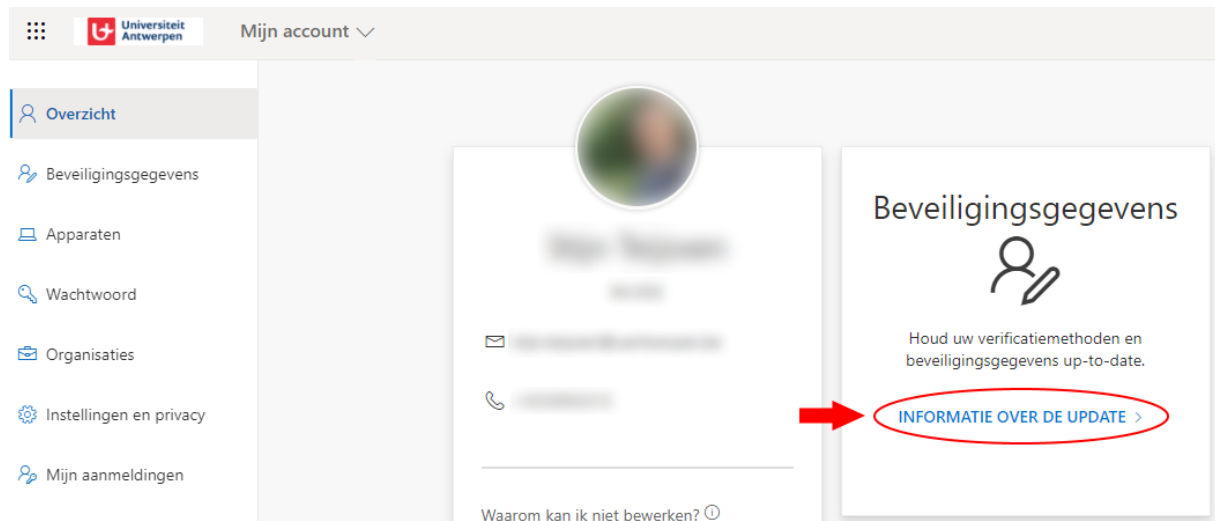 Universiteit
Antwerpen
Mijn account
Overzicht
Beveiligingsgegevens
Apparaten
Wachtwoord
Organisaties
Instellingen en privacy
Mijn aanmeldingen
Waarom kan ik niet bewerken?
Beveiligingsgegevens
Houd uw verificatiemethoden en
beveiligingsgegevens up-to-date.
INFORMATIE OVER DE UPDATE >